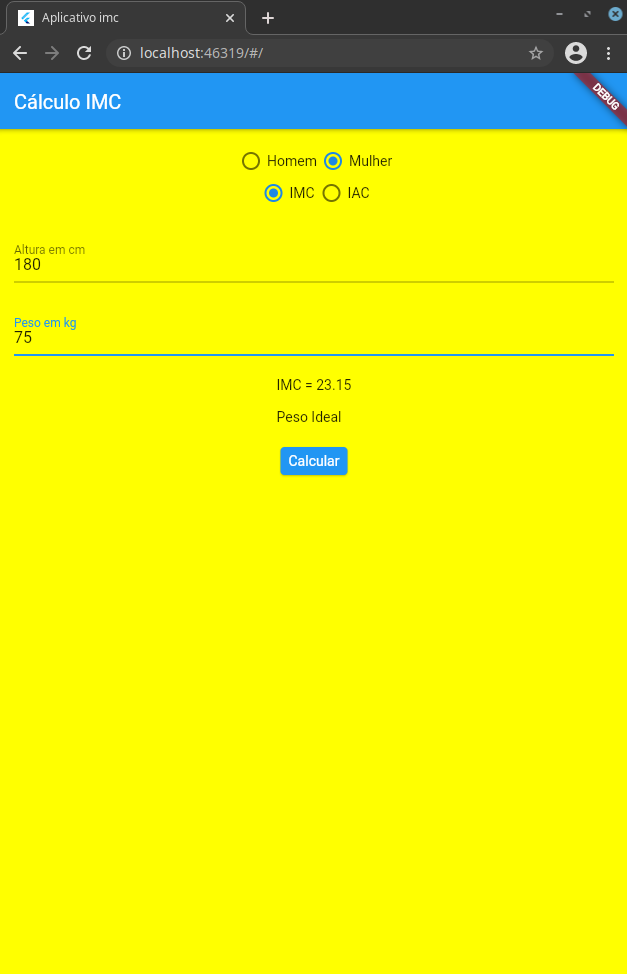 Aplicativo imc
localhost:46319/#/
Cálculo IMC
DEBUG
Homem Mulher
IMC IAC
Altura em cm
180
Peso em kg
75
IMC = 23.15
Peso Ideal
Calcular